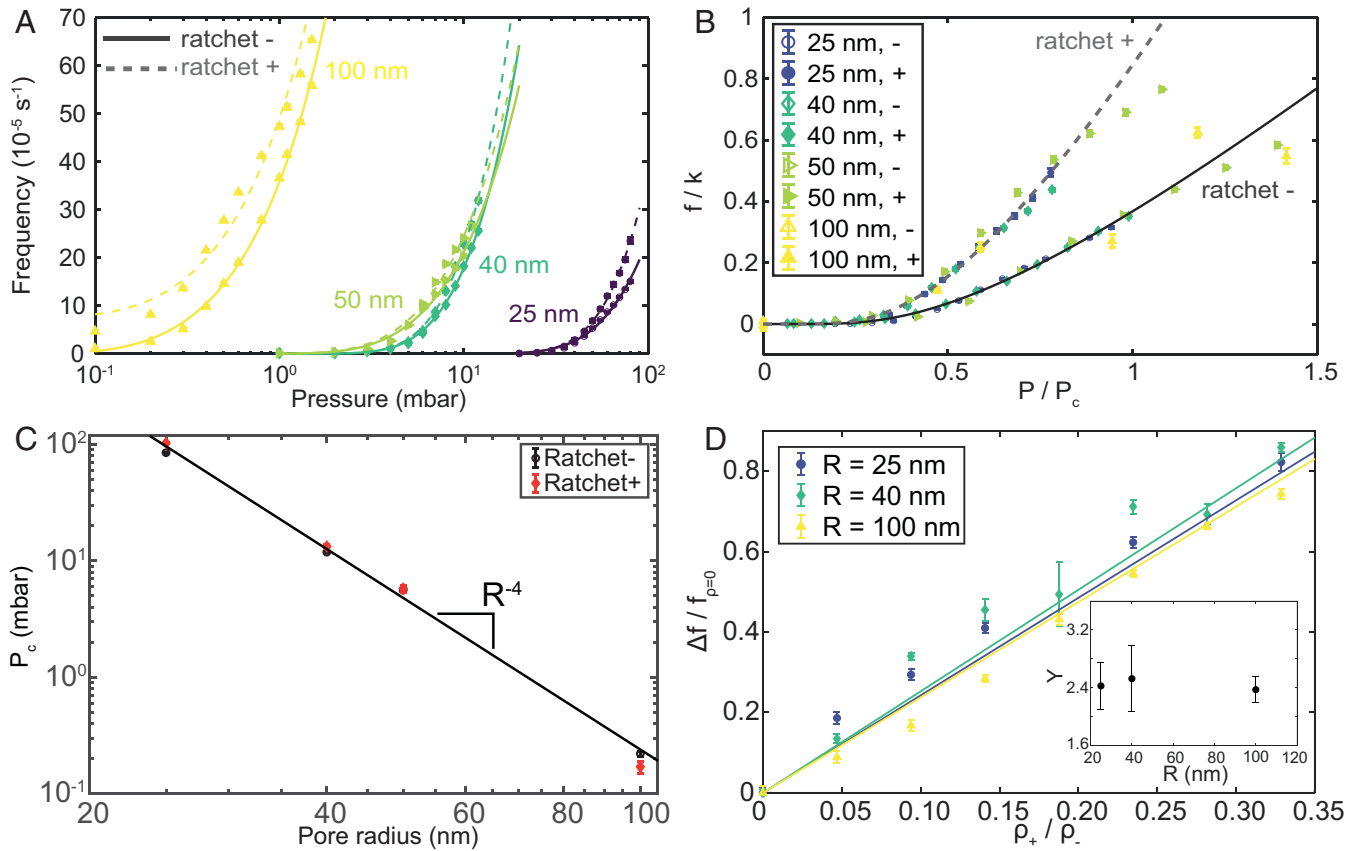 A
ratchet -
ratchet +
100 nm
50 nm
40 nm
25 nm
70
60
50
40
30
20
10
0
10⁻¹
10⁰
10¹
10²
Frequency (10⁻⁵ s⁻¹)
Pressure (mbar)
B
25 nm, -
25 nm, +
40 nm, -
40 nm, +
50 nm, -
50 nm, +
100 nm, -
100 nm, +
ratchet +
ratchet -
1
0.8
0.6
0.4
0.2
0
0
0.5
1
1.5
f / k
P / P_c
C
Ratchet-
Ratchet+
R⁻⁴
10²
10¹
10⁰
10⁻¹
20
40
60
80
100
P_c (mbar)
Pore radius (nm)
D
R = 25 nm
R = 40 nm
R = 100 nm
0.8
0.6
0.4
0.2
0
0
0.05
0.10
0.15
0.20
0.25
0.30
0.35
Δf / f_ρ=0
ρ₊ / ρ₋
3.2
2.4
1.6
Y
20
40
60
80
100
120
R (nm)